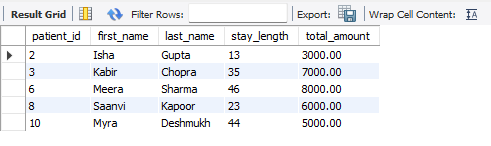 Result Grid Filter Rows: Export: Wrap Cell Content:
patient_id first_name last_name stay_length total_amount
2 Isha Gupta 13 3000.00
3 Kabir Chopra 35 7000.00
6 Meera Sharma 46 8000.00
8 Saanvi Kapoor 23 6000.00
10 Myra Deshmukh 44 5000.00